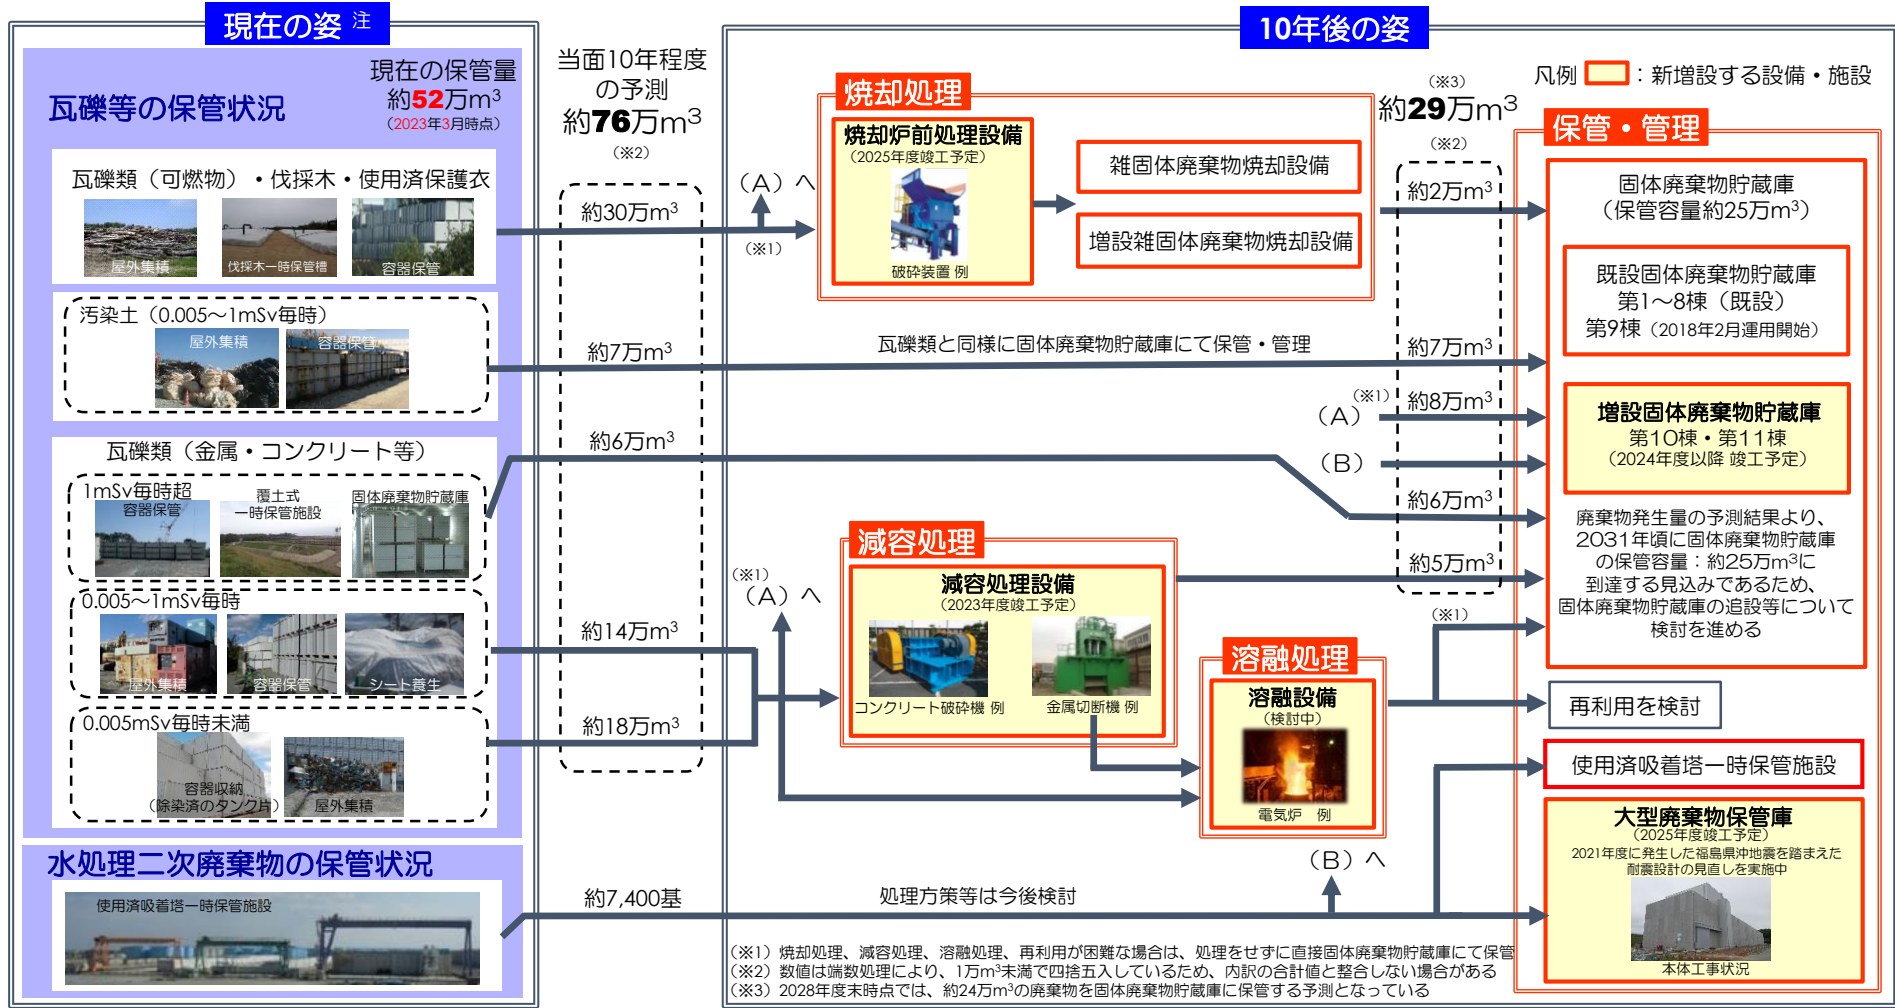 現在の姿 注
瓦礫等の保管状況
現在の保管量
約52万m³
（2023年3月時点）
瓦礫類（可燃物）・伐採木・使用済保護衣
屋外集積
伐採木一時保管槽
容器保管
汚染土（0.005～1mSv毎時）
屋外集積
容器保管
瓦礫類（金属・コンクリート等）
1mSv毎時超
容器保管
覆土式
一時保管施設
固体廃棄物貯蔵庫
0.005～1mSv毎時
屋外集積
容器保管
シート養生
0.005mSv毎時未満
容器収納
（除染済のタンク片）
屋外集積
水処理二次廃棄物の保管状況
使用済吸着塔一時保管施設
当面10年程度
の予測
約76万m³
（※2）
約30万m³
約7万m³
約6万m³
約14万m³
約18万m³
約7,400基
10年後の姿
凡例　：新増設する設備・施設
（A）へ
（※1）
焼却処理
焼却炉前処理設備
（2025年度竣工予定）
破砕装置 例
雑固体廃棄物焼却設備
増設雑固体廃棄物焼却設備
瓦礫類と同様に固体廃棄物貯蔵庫にて保管・管理
（※1）
（A）へ
減容処理
減容処理設備
（2023年度竣工予定）
コンクリート破砕機 例
金属切断機 例
溶融処理
溶融設備
（検討中）
電気炉　例
（B）へ
処理方策等は今後検討
（※3）
約29万m³
（※2）
約2万m³
約7万m³
（※1）
（A）
約8万m³
（B）
約6万m³
約5万m³
（※1）
保管・管理
固体廃棄物貯蔵庫
（保管容量約25万m³）
既設固体廃棄物貯蔵庫
第1～8棟（既設）
第9棟（2018年2月運用開始）
増設固体廃棄物貯蔵庫
第10棟・第11棟
（2024年度以降 竣工予定）
廃棄物発生量の予測結果より、
2031年頃に固体廃棄物貯蔵庫
の保管容量：約25万m³に
到達する見込みであるため、
固体廃棄物貯蔵庫の追設等について
検討を進める
再利用を検討
使用済吸着塔一時保管施設
大型廃棄物保管庫
（2025年度竣工予定）
2021年度に発生した福島県沖地震を踏まえた
耐震設計の見直しを実施中
本体工事状況
（※1）焼却処理、減容処理、溶融処理、再利用が困難な場合は、処理をせずに直接固体廃棄物貯蔵庫にて保管
（※2）数値は端数処理により、1万m³未満で四捨五入しているため、内訳の合計値と整合しない場合がある
（※3）2028年度末時点では、約24万m³の廃棄物を固体廃棄物貯蔵庫に保管する予測となっている